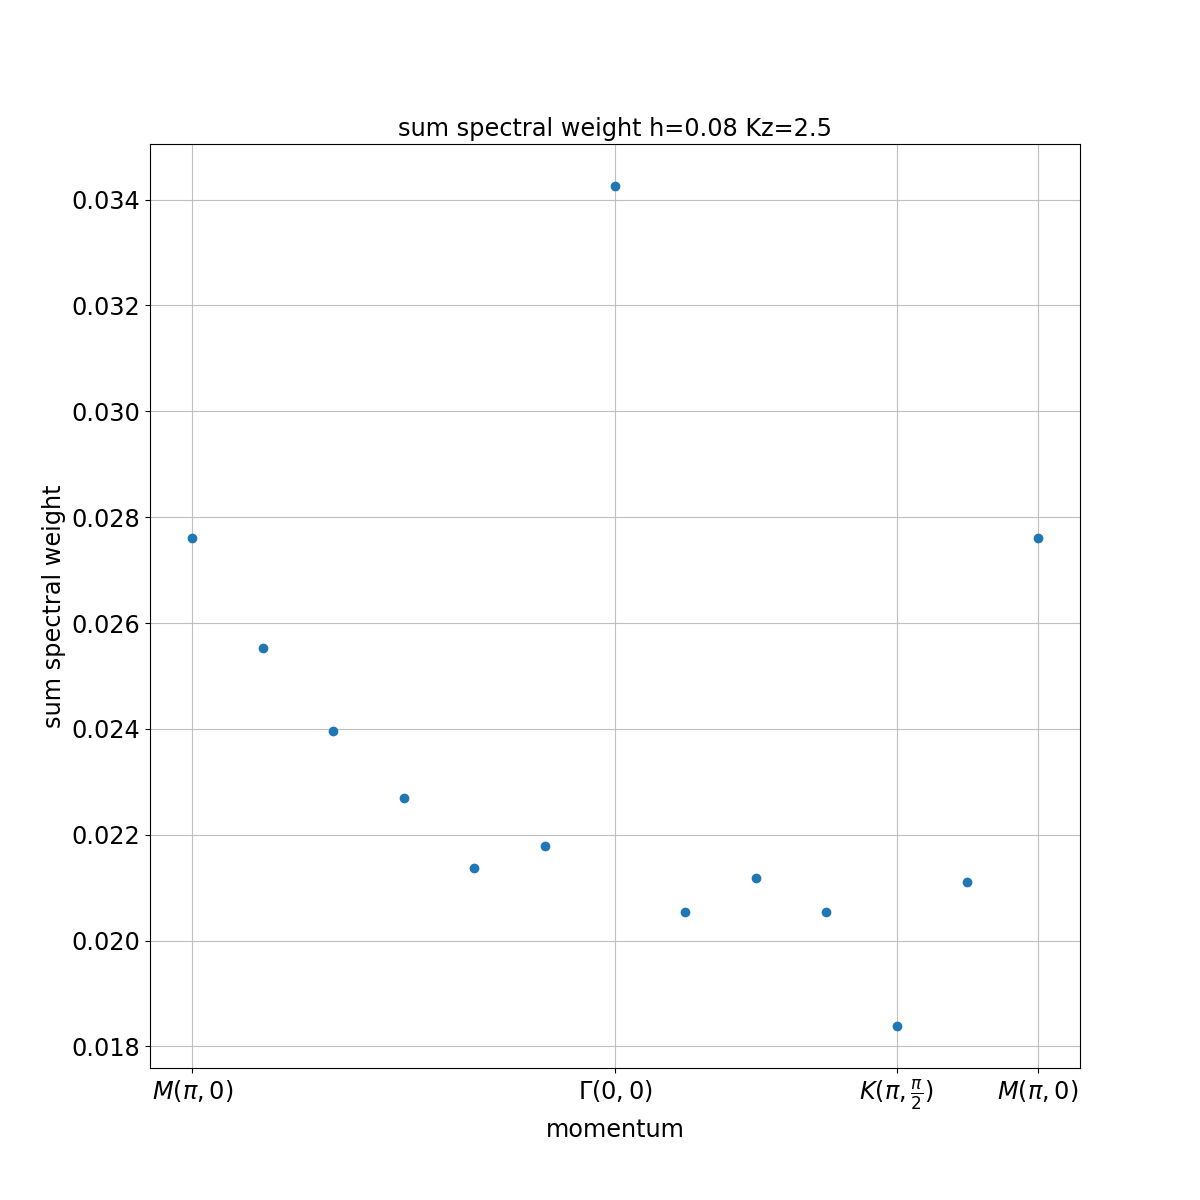 sum spectral weight h=0.08 Kz=2.5
0.034
0.032
0.030
0.028
0.026
0.024
0.022
0.020
0.018
sum spectral weight
M(π, 0)
Γ(0, 0)
K(π, π/2)
M(π, 0)
momentum